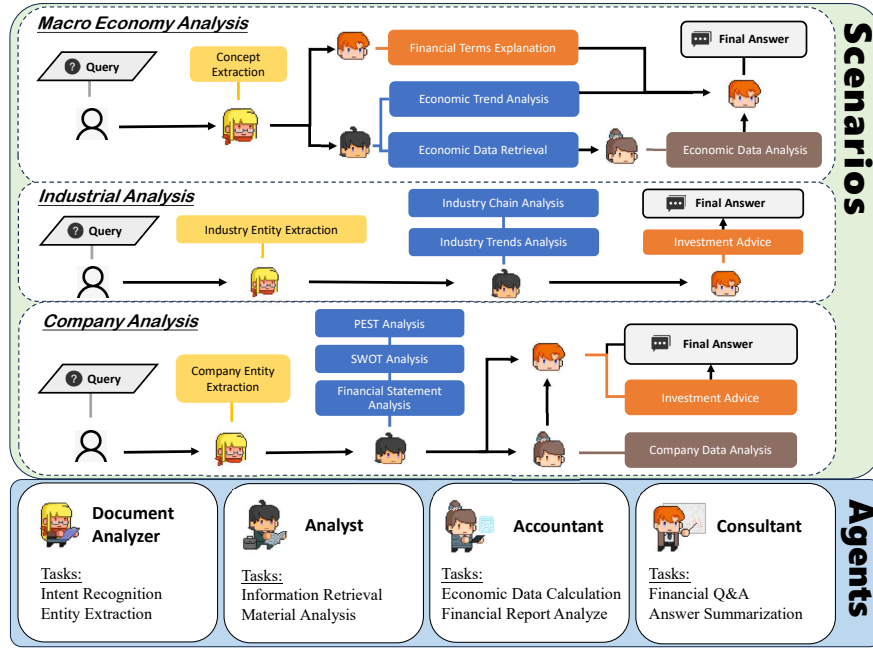 Macro Economy Analysis
? Query
Concept
Extraction
Financial Terms Explanation
Economic Trend Analysis
Economic Data Retrieval
Final Answer
Economic Data Analysis
Industrial Analysis
? Query
Industry Entity Extraction
Industry Chain Analysis
Industry Trends Analysis
Final Answer
Investment Advice
Company Analysis
? Query
Company Entity
Extraction
PEST Analysis
SWOT Analysis
Financial Statement
Analysis
Final Answer
Investment Advice
Company Data Analysis
Scenarios
Document
Analyzer
Tasks:
Intent Recognition
Entity Extraction
Analyst
Tasks:
Information Retrieval
Material Analysis
Accountant
Tasks:
Economic Data Calculation
Financial Report Analyze
Consultant
Tasks:
Financial Q&A
Answer Summarization
Agents